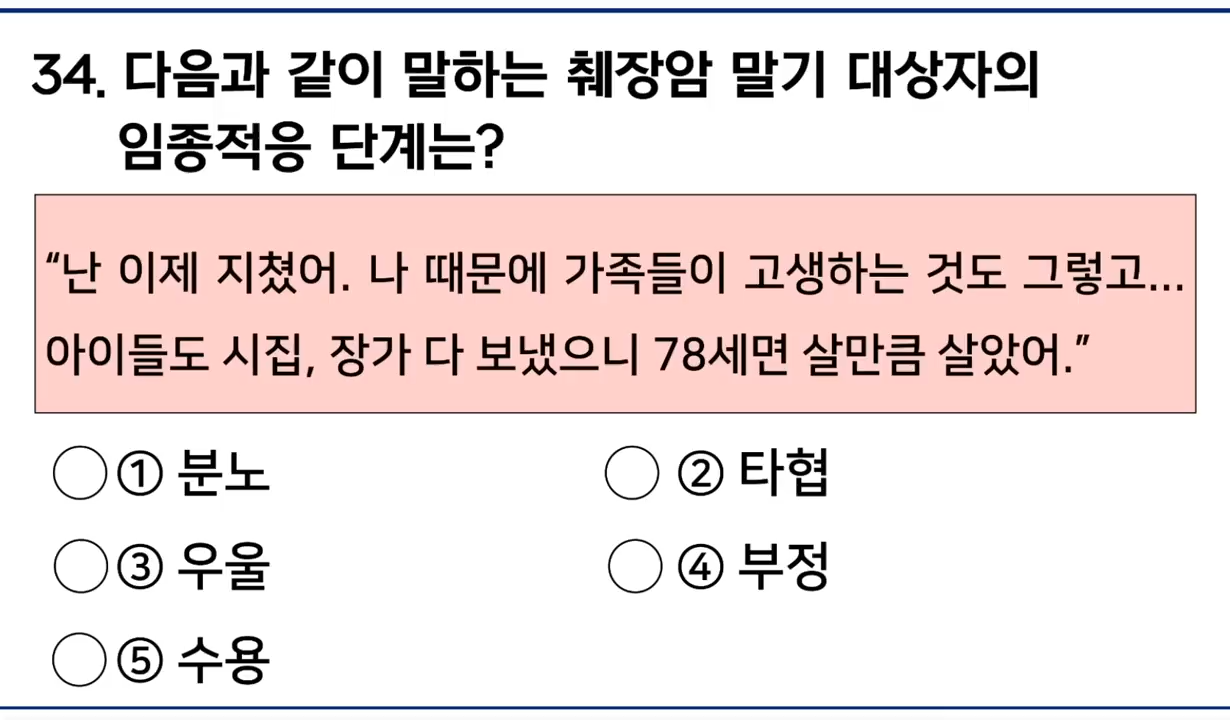 34. 다음과 같이 말하는 췌장암 말기 대상자의
임종적응 단계는?
“난 이제 지쳤어. 나 때문에 가족들이 고생하는 것도 그렇고...
아이들도 시집, 장가 다 보냈으니 78세면 살만큼 살았어.”
① 분노
② 타협
③ 우울
④ 부정
⑤ 수용